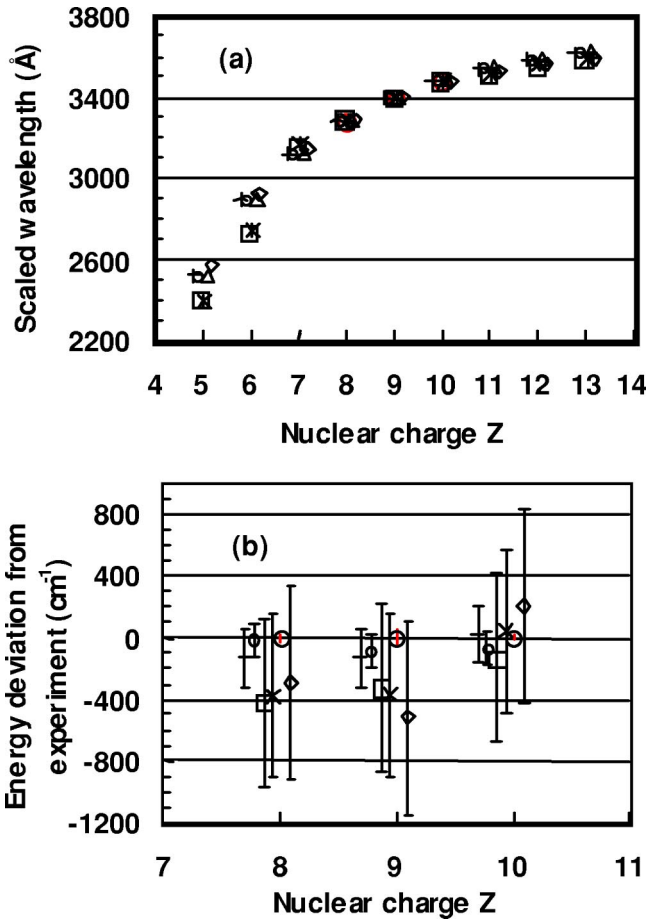 3800
(a)
3400
3000
2600
2200
Scaled wavelength (Å)
4 5 6 7 8 9 10 11 12 13 14
Nuclear charge Z
800
(b)
400
0
-400
-800
-1200
Energy deviation from
experiment (cm-1)
7 8 9 10 11
Nuclear charge Z